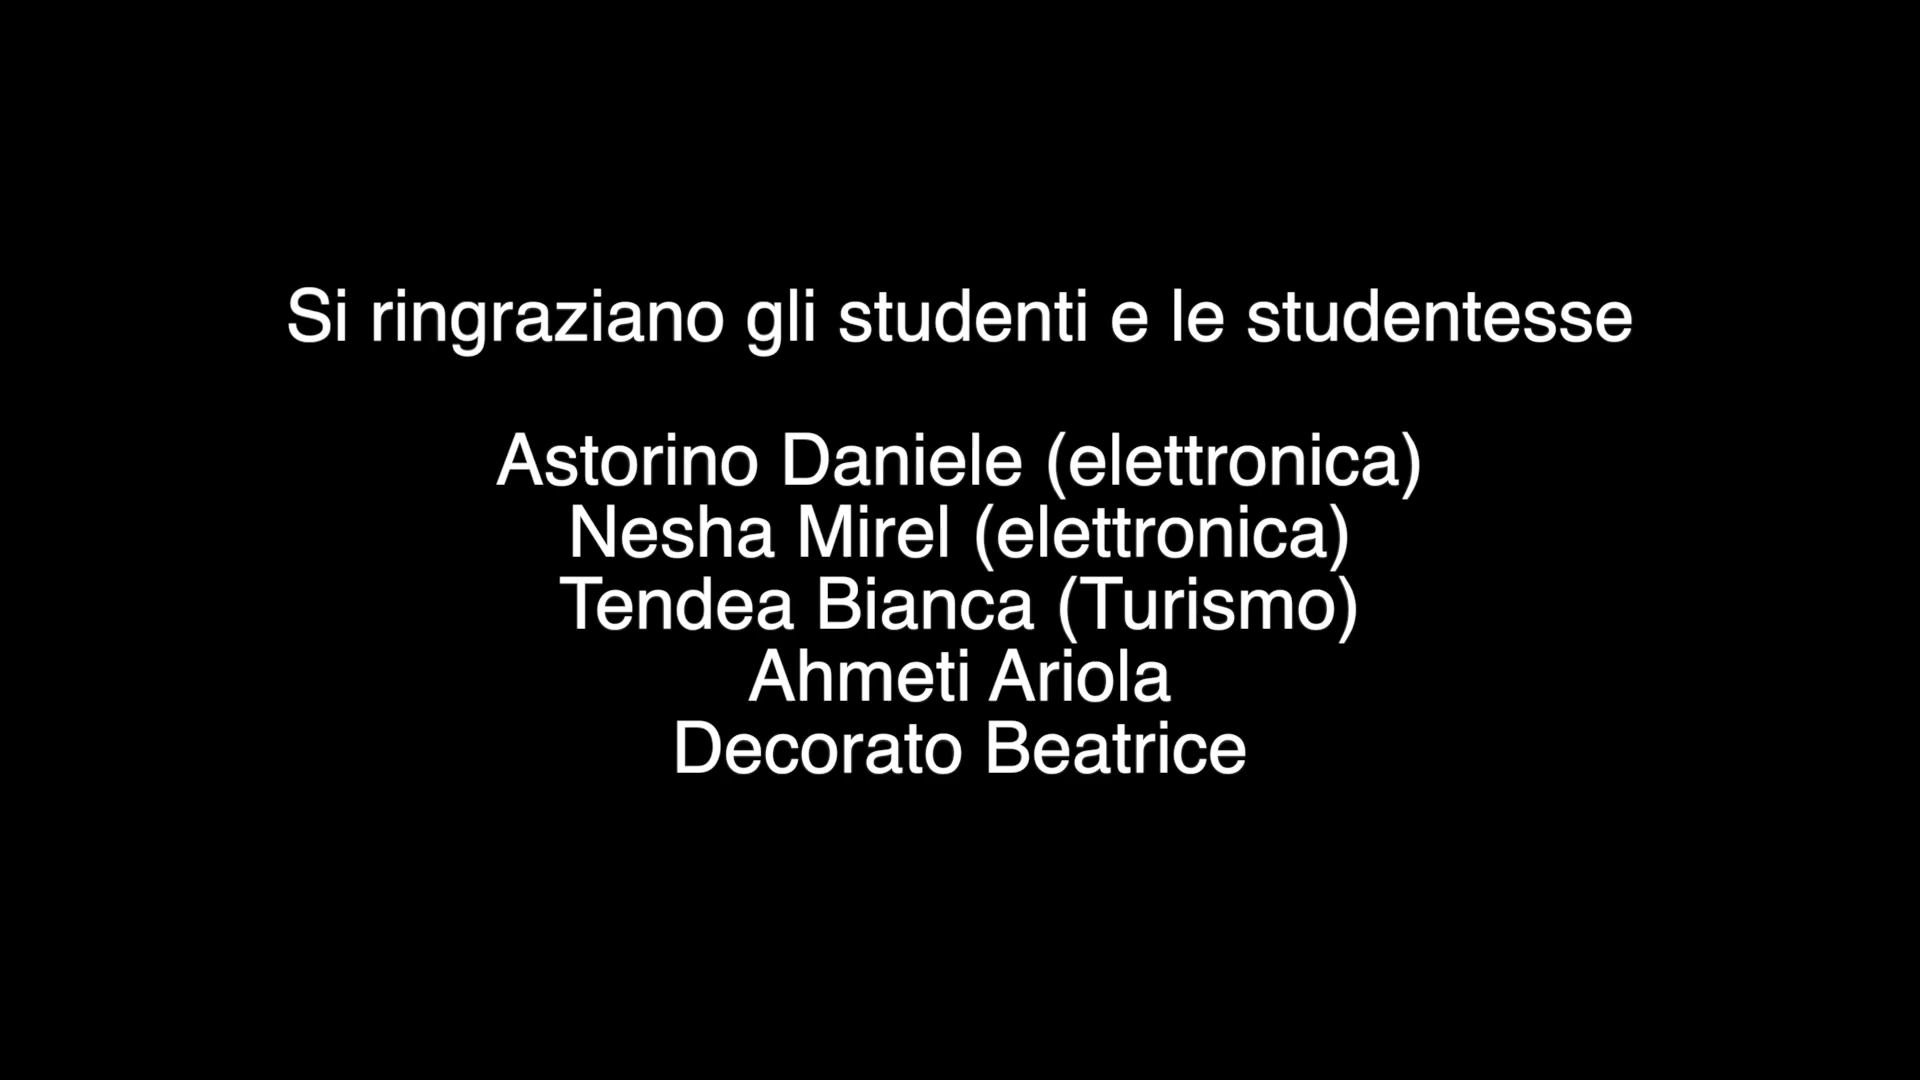 Si ringraziano gli studenti e le studentesse
Astorino Daniele (elettronica)
Nesha Mirel (elettronica)
Tendea Bianca (Turismo)
Ahmeti Ariola
Decorato Beatrice